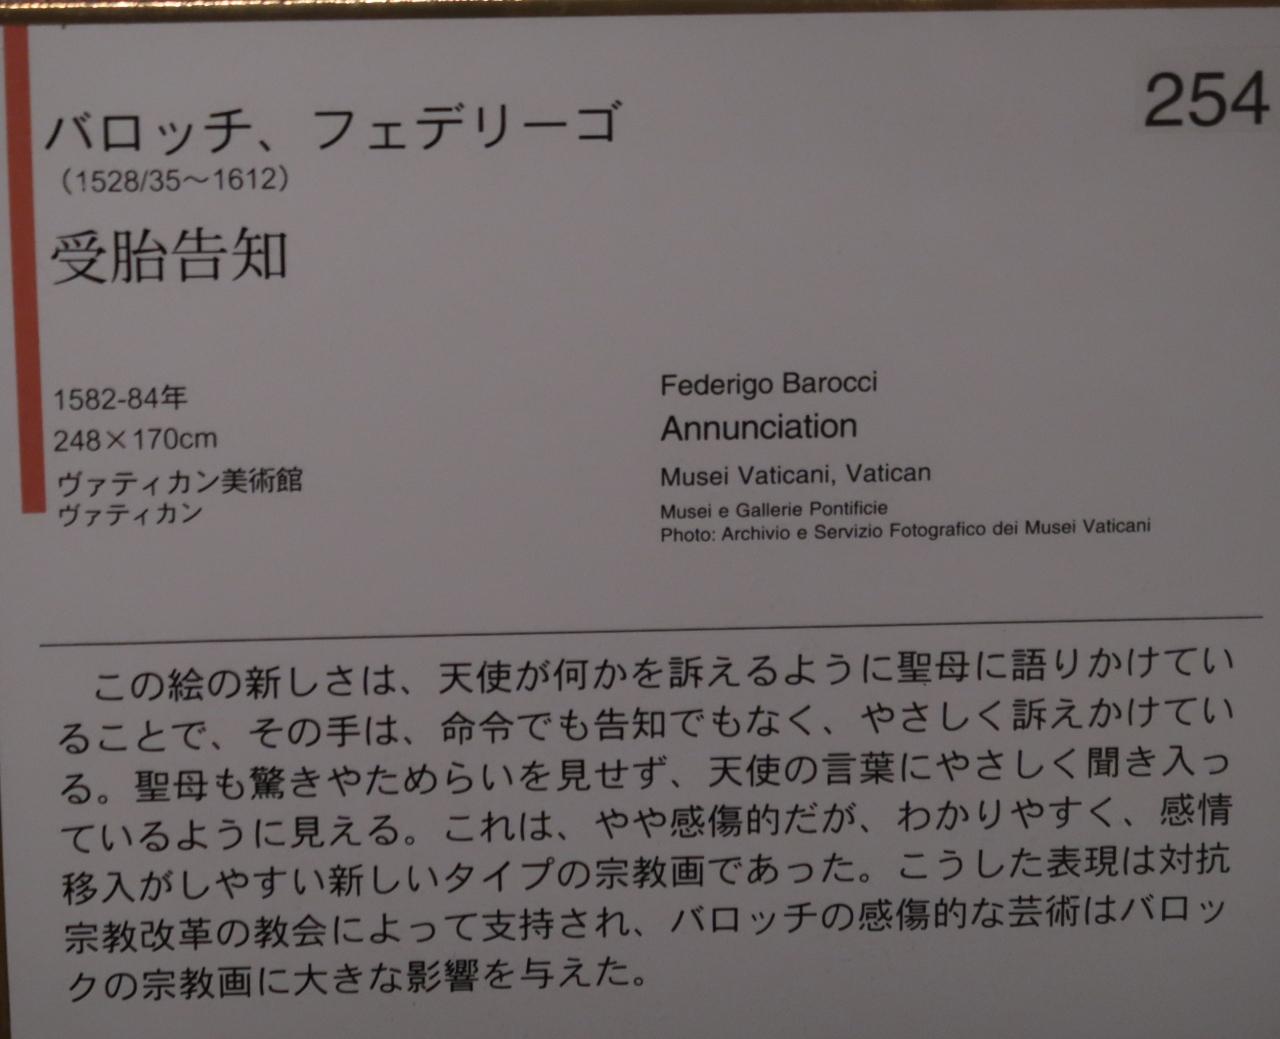 254
バロッチ、フェデリーゴ
（1528/35～1612）
受胎告知
1582-84年
248×170cm
ヴァティカン美術館
ヴァティカン
Federigo Barocci
Annunciation
Musei Vaticani, Vatican
Musei e Gallerie Pontificie
Photo: Archivio e Servizio Fotografico dei Musei Vaticani
この絵の新しさは、天使が何かを訴えるように聖母に語りかけてい
ることで、その手は、命令でも告知でもなく、やさしく訴えかけてい
る。聖母も驚きやためらいを見せず、天使の言葉にやさしく聞き入っ
ているように見える。これは、やや感傷的だが、わかりやすく、感情
移入がしやすい新しいタイプの宗教画であった。こうした表現は対抗
宗教改革の教会によって支持され、バロッチの感傷的な芸術はバロッ
クの宗教画に大きな影響を与えた。